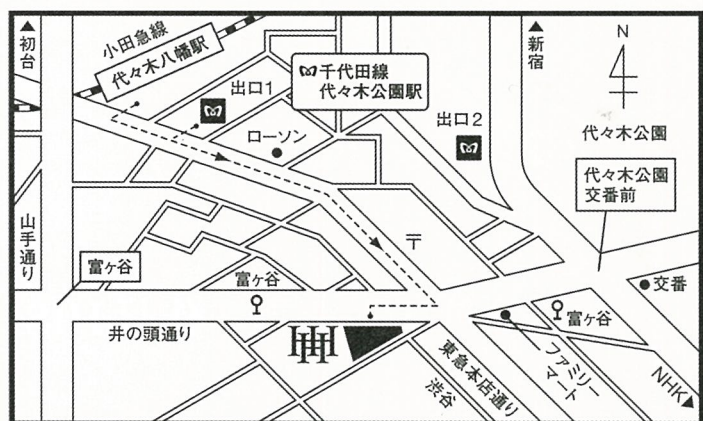 ▲初台
小田急線
代々木八幡駅
出口1
千代田線
代々木公園駅
▲新宿
N
代々木公園
出口2
ローソン
代々木公園
交番前
山手通り
富ヶ谷
富ヶ谷
〒
交番
富ヶ谷
井の頭通り
HH
ファミリー
マート
東急本店通り
渋谷
NHK▲